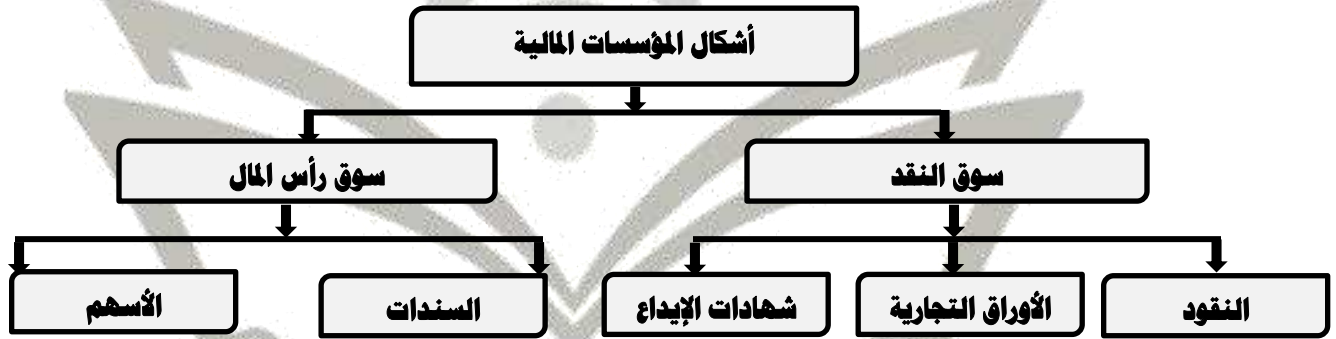 أشكال المؤسسات المالية
سوق النقد
سوق رأس المال
النقود
الأوراق التجارية
شهادات الإيداع
السندات
الأسهم